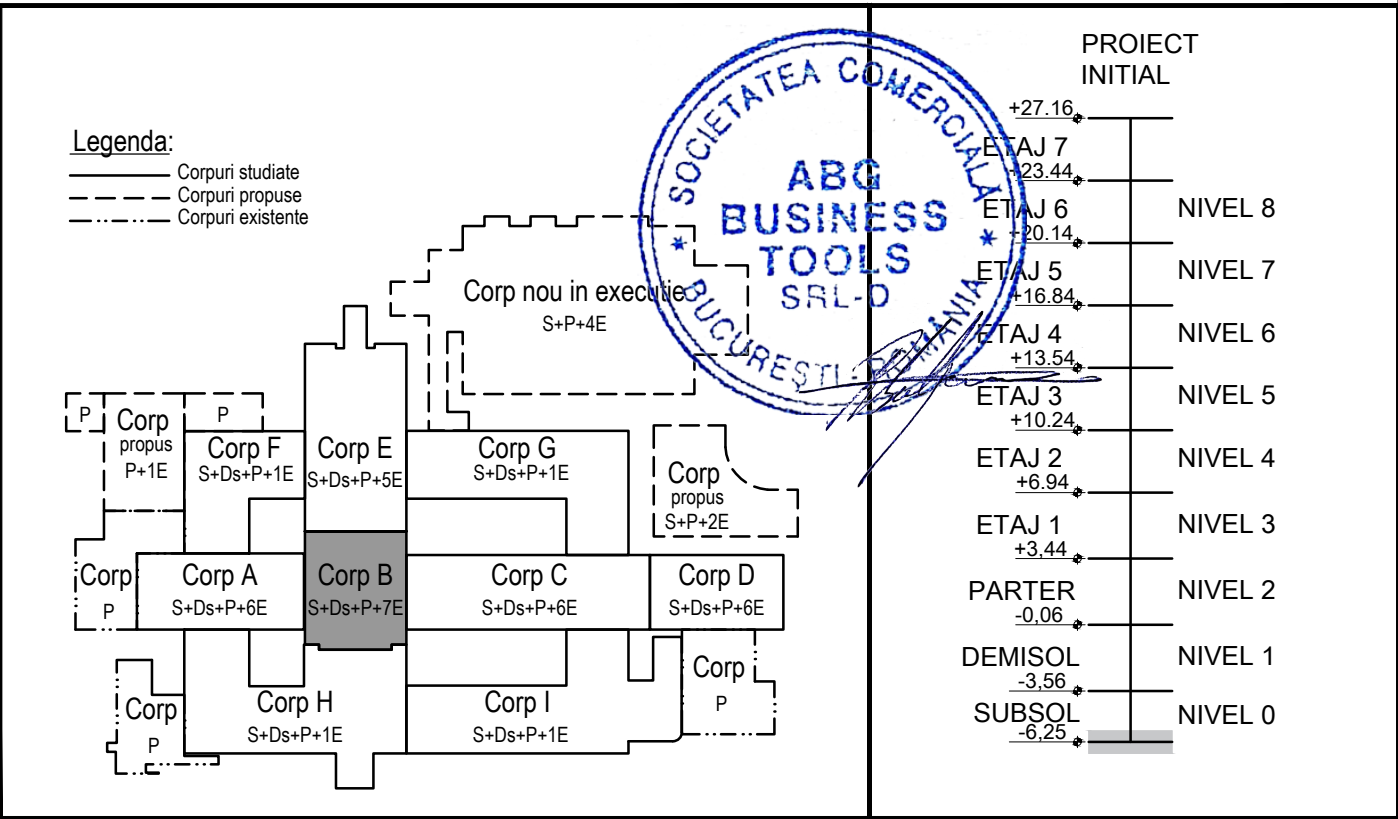 Legenda:
Corpuri studiate
Corpuri propuse
Corpuri existente
Corp nou in executie
S+P+4E
P
Corp
propus
P+1E
P
Corp F
S+Ds+P+1E
Corp E
S+Ds+P+5E
Corp G
S+Ds+P+1E
Corp
propus
S+P+2E
Corp
P
Corp A
S+Ds+P+6E
Corp B
S+Ds+P+7E
Corp C
S+Ds+P+6E
Corp D
S+Ds+P+6E
Corp
P
Corp H
S+Ds+P+1E
Corp I
S+Ds+P+1E
Corp
P
SOCIETATEA COMERCIALĂ
ABG
BUSINESS
TOOLS
SRL-D
* BUCUREŞTI - ROMÂNIA *
PROIECT
INITIAL
+27.16
ETAJ 7
+23.44
ETAJ 6 NIVEL 8
+20.14
ETAJ 5 NIVEL 7
+16.84
ETAJ 4 NIVEL 6
+13.54
ETAJ 3 NIVEL 5
+10.24
ETAJ 2 NIVEL 4
+6.94
ETAJ 1 NIVEL 3
+3,44
PARTER NIVEL 2
-0,06
DEMISOL NIVEL 1
-3,56
SUBSOL NIVEL 0
-6,25